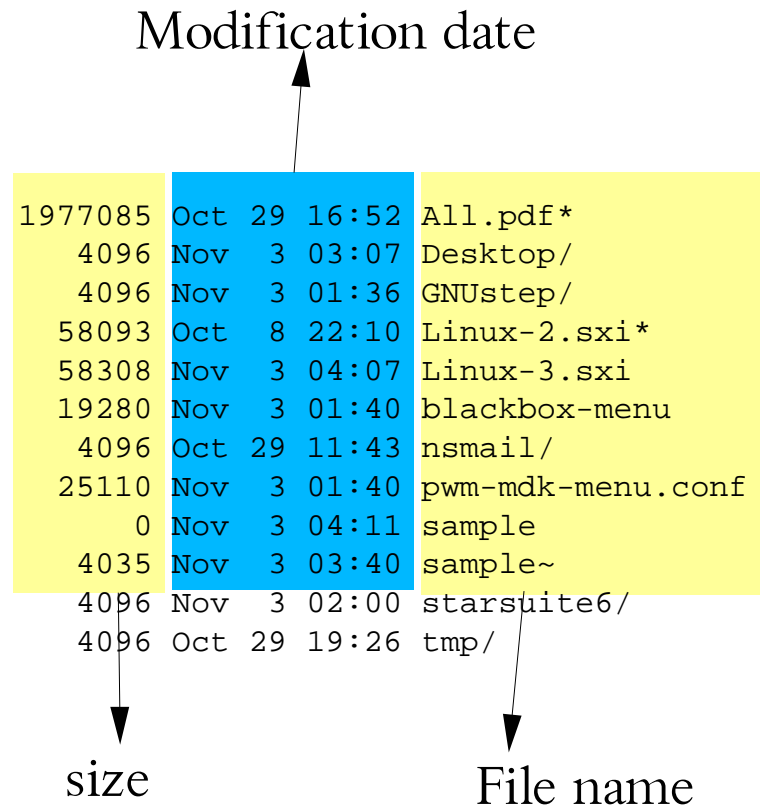 Modification date
1977085 Oct 29 16:52 All.pdf*
4096 Nov 3 03:07 Desktop/
4096 Nov 3 01:36 GNUstep/
58093 Oct 8 22:10 Linux-2.sxi*
58308 Nov 3 04:07 Linux-3.sxi
19280 Nov 3 01:40 blackbox-menu
4096 Oct 29 11:43 nsmail/
25110 Nov 3 01:40 pwm-mdk-menu.conf
0 Nov 3 04:11 sample
4035 Nov 3 03:40 sample~
4096 Nov 3 02:00 starsuite6/
4096 Oct 29 19:26 tmp/
size File name